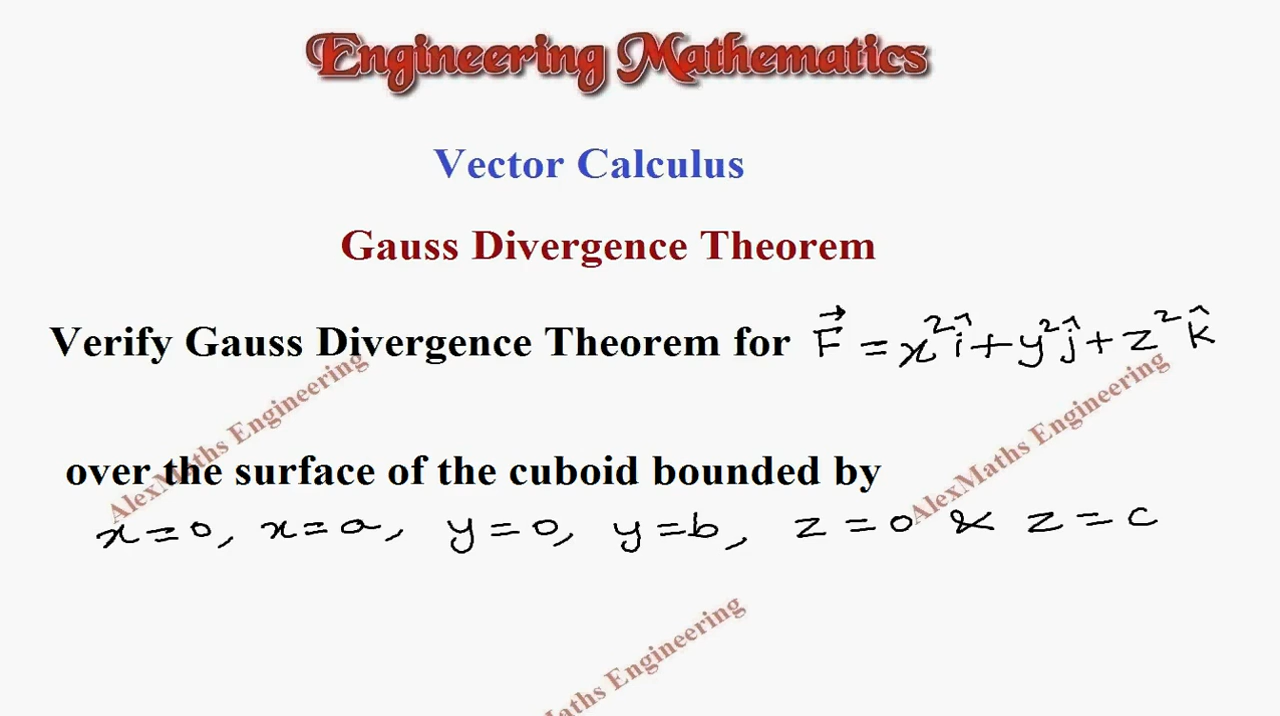 Engineering Mathematics
Vector Calculus
Gauss Divergence Theorem
Verify Gauss Divergence Theorem for F⃗ = x²î + y²ĵ + z²k̂
AlexMaths Engineering
AlexMaths Engineering
over the surface of the cuboid bounded by
x=0, x=a, y=0, y=b, z=0 & z=c
AlexMaths Engineering